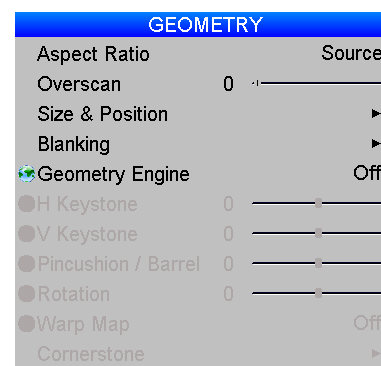 GEOMETRY
Aspect Ratio Source
Overscan 0
Size & Position
Blanking
Geometry Engine Off
H Keystone 0
V Keystone 0
Pincushion / Barrel 0
Rotation 0
Warp Map Off
Cornerstone